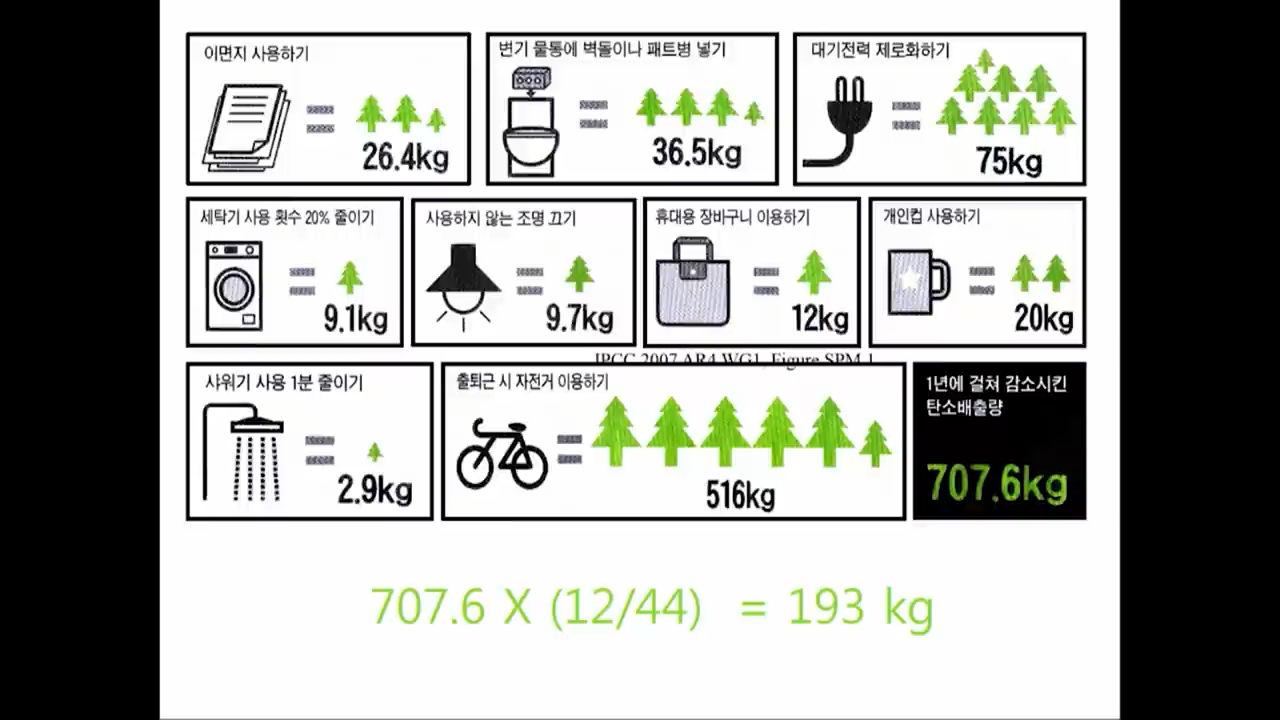 이면지 사용하기
26.4kg
변기 물통에 벽돌이나 패트병 넣기
36.5kg
대기전력 제로화하기
75kg
세탁기 사용 횟수 20% 줄이기
9.1kg
사용하지 않는 조명 끄기
9.7kg
휴대용 장바구니 이용하기
12kg
개인컵 사용하기
20kg
IPCC 2007 AR4 WG1, Figure SPM 1
샤워기 사용 1분 줄이기
2.9kg
출퇴근 시 자전거 이용하기
516kg
1년에 걸쳐 감소시킨
탄소배출량
707.6kg
707.6 X (12/44) = 193 kg